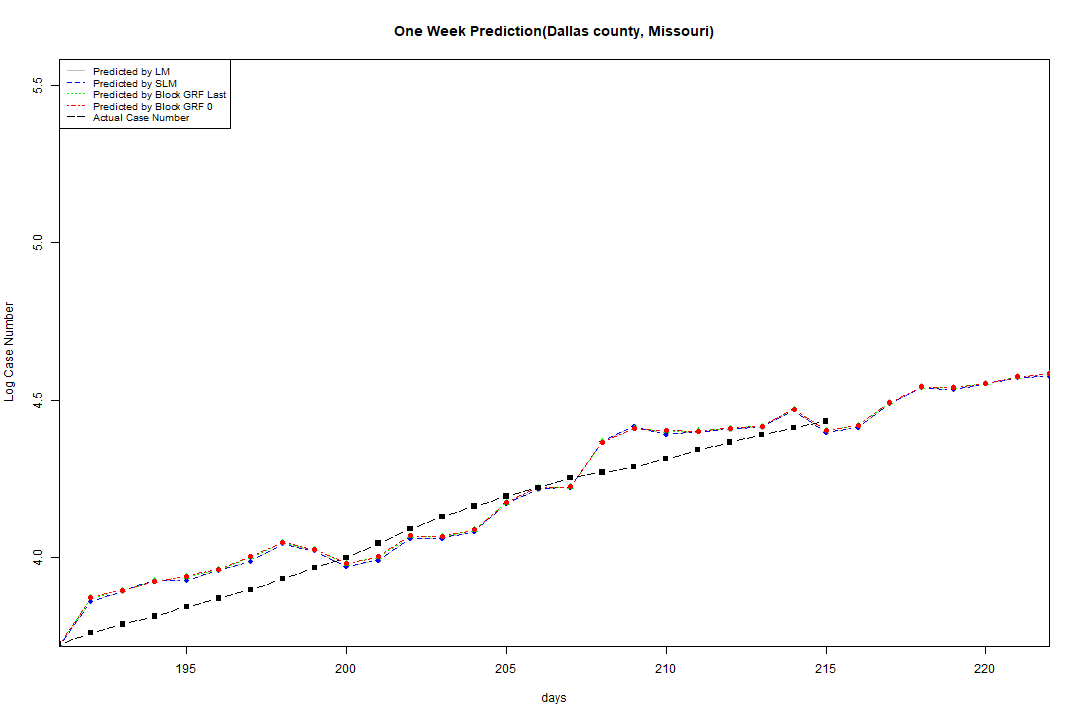 One Week Prediction(Dallas county, Missouri)
Predicted by LM
Predicted by SLM
Predicted by Block GRF Last
Predicted by Block GRF 0
Actual Case Number
5.5
5.0
4.5
4.0
Log Case Number
195 200 205 210 215 220
days